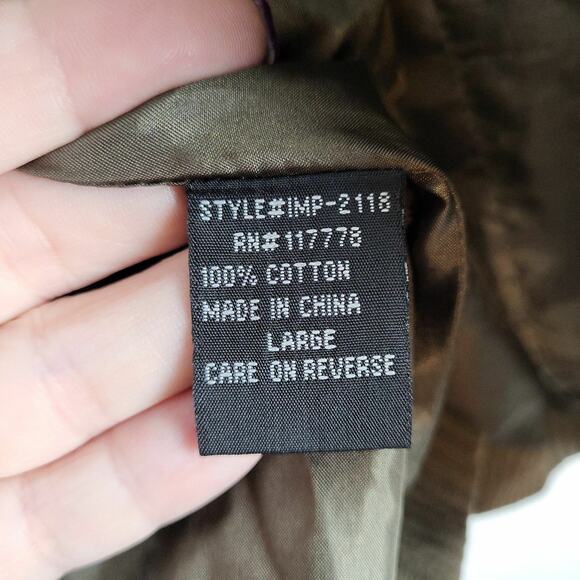 STYLE#IMP-2118
RN#117778
100% COTTON
MADE IN CHINA
LARGE
CARE ON REVERSE